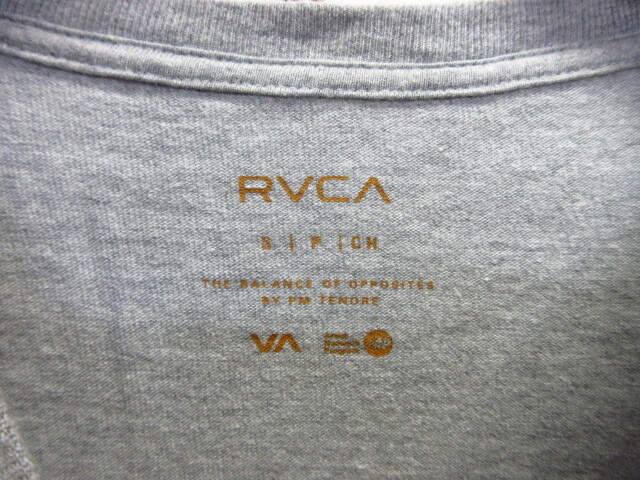 RVCA
S | P | CH
THE BALANCE OF OPPOSITES
BY PM TENORE
VA